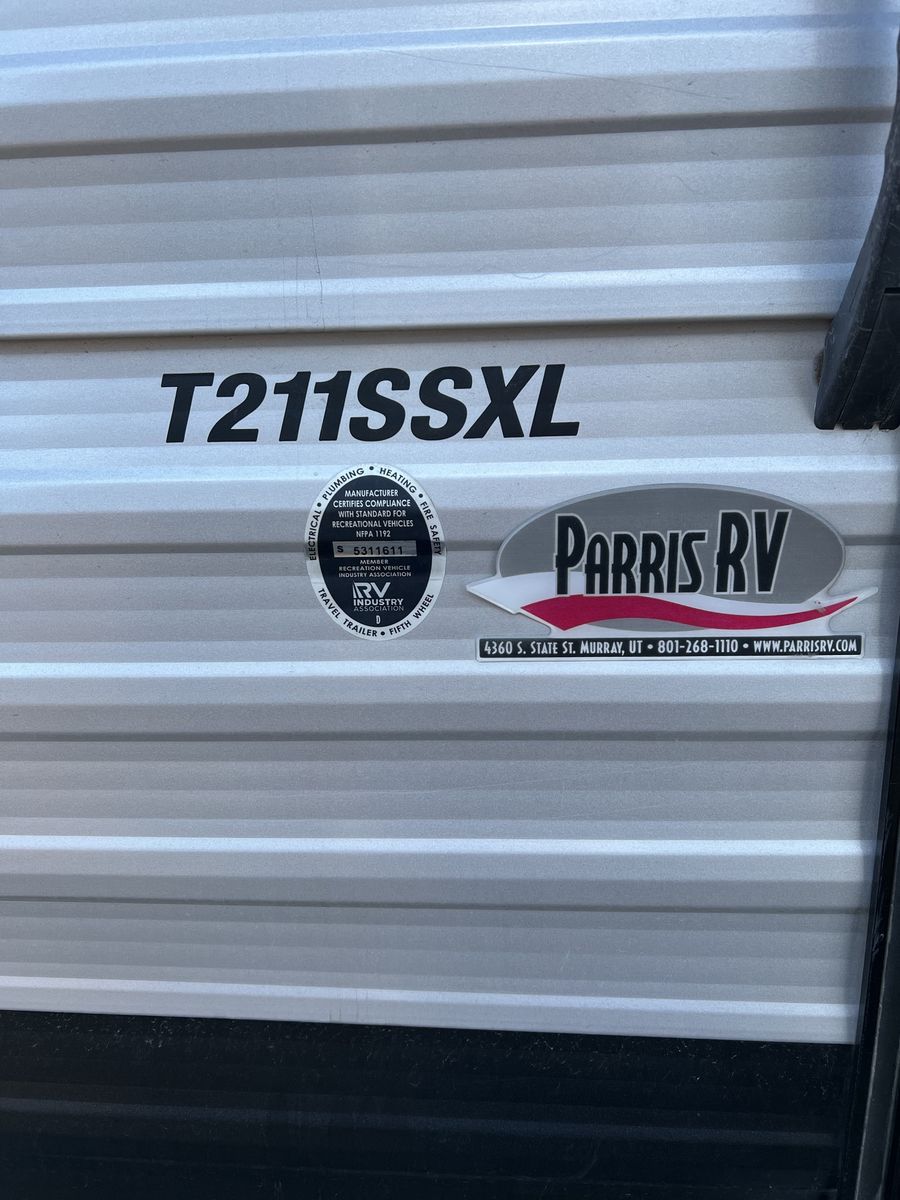 T211SSXL
ELECTRICAL • PLUMBING • HEATING • FIRE SAFETY
MANUFACTURER
CERTIFIES COMPLIANCE
WITH STANDARD FOR
RECREATIONAL VEHICLES
NFPA 1192
S 5311611
MEMBER
RECREATION VEHICLE
INDUSTRY ASSOCIATION
RV
INDUSTRY
ASSOCIATION
D
TRAVEL TRAILER • FIFTH WHEEL
PARRIS RV
4360 S. STATE ST. MURRAY, UT • 801-268-1110 • WWW.PARRISRV.COM